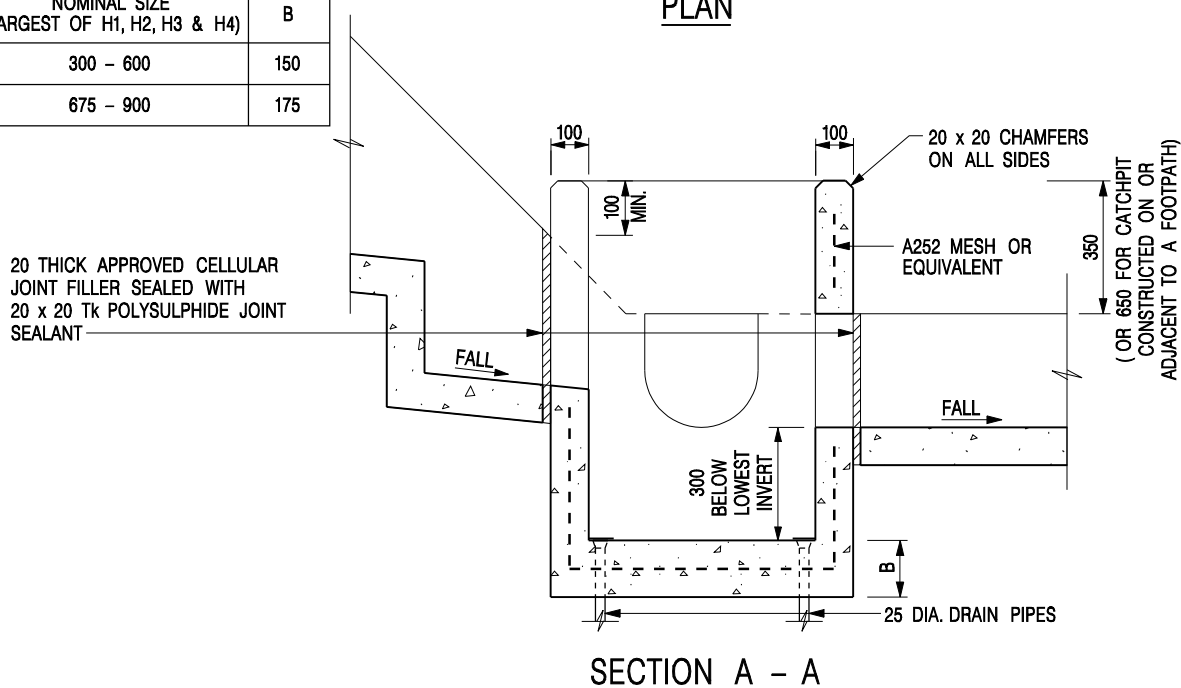 NOMINAL SIZE
OF H1, H2, H3 & H4)
B
300 – 600
150
675 – 900
175
PLAN
100
100
20 x 20 CHAMFERS
ON ALL SIDES
100
MIN.
A252 MESH OR
EQUIVALENT
350
( OR 650 FOR CATCHPIT
CONSTRUCTED ON OR
ADJACENT TO A FOOTPATH)
20 THICK APPROVED CELLULAR
JOINT FILLER SEALED WITH
20 x 20 Tk POLYSULPHIDE JOINT
SEALANT
FALL
FALL
300
BELOW
LOWEST
INVERT
B
25 DIA. DRAIN PIPES
SECTION A – A